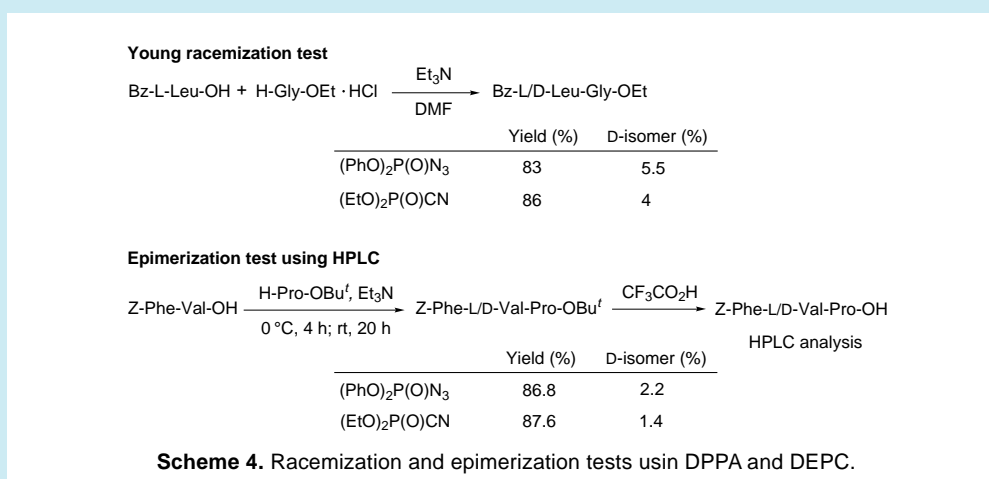 Young racemization test
Bz-L-Leu-OH + H-Gly-OEt · HCl Et₃N DMF Bz-L/D-Leu-Gly-OEt
Yield (%) D-isomer (%)
(PhO)₂P(O)N₃ 83 5.5
(EtO)₂P(O)CN 86 4
Epimerization test using HPLC
Z-Phe-Val-OH H-Pro-OBuᵗ, Et₃N 0 °C, 4 h; rt, 20 h Z-Phe-L/D-Val-Pro-OBuᵗ CF₃CO₂H Z-Phe-L/D-Val-Pro-OH
HPLC analysis
Yield (%) D-isomer (%)
(PhO)₂P(O)N₃ 86.8 2.2
(EtO)₂P(O)CN 87.6 1.4
Scheme 4. Racemization and epimerization tests usin DPPA and DEPC.